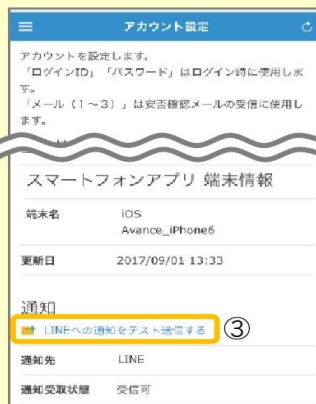 アカウント設定
アカウントを設定します。
「ログインID」「パスワード」はログイン時に使用しま
す。
「メール(1～3)」は安否確認メールの受信に使用し
ます。
スマートフォンアプリ 端末情報
端末名 iOS
Avance_iPhone6
更新日 2017/09/01 13:33
通知
LINEへの通知をテスト送信する ③
通知先 LINE
通知受取状態 受信可